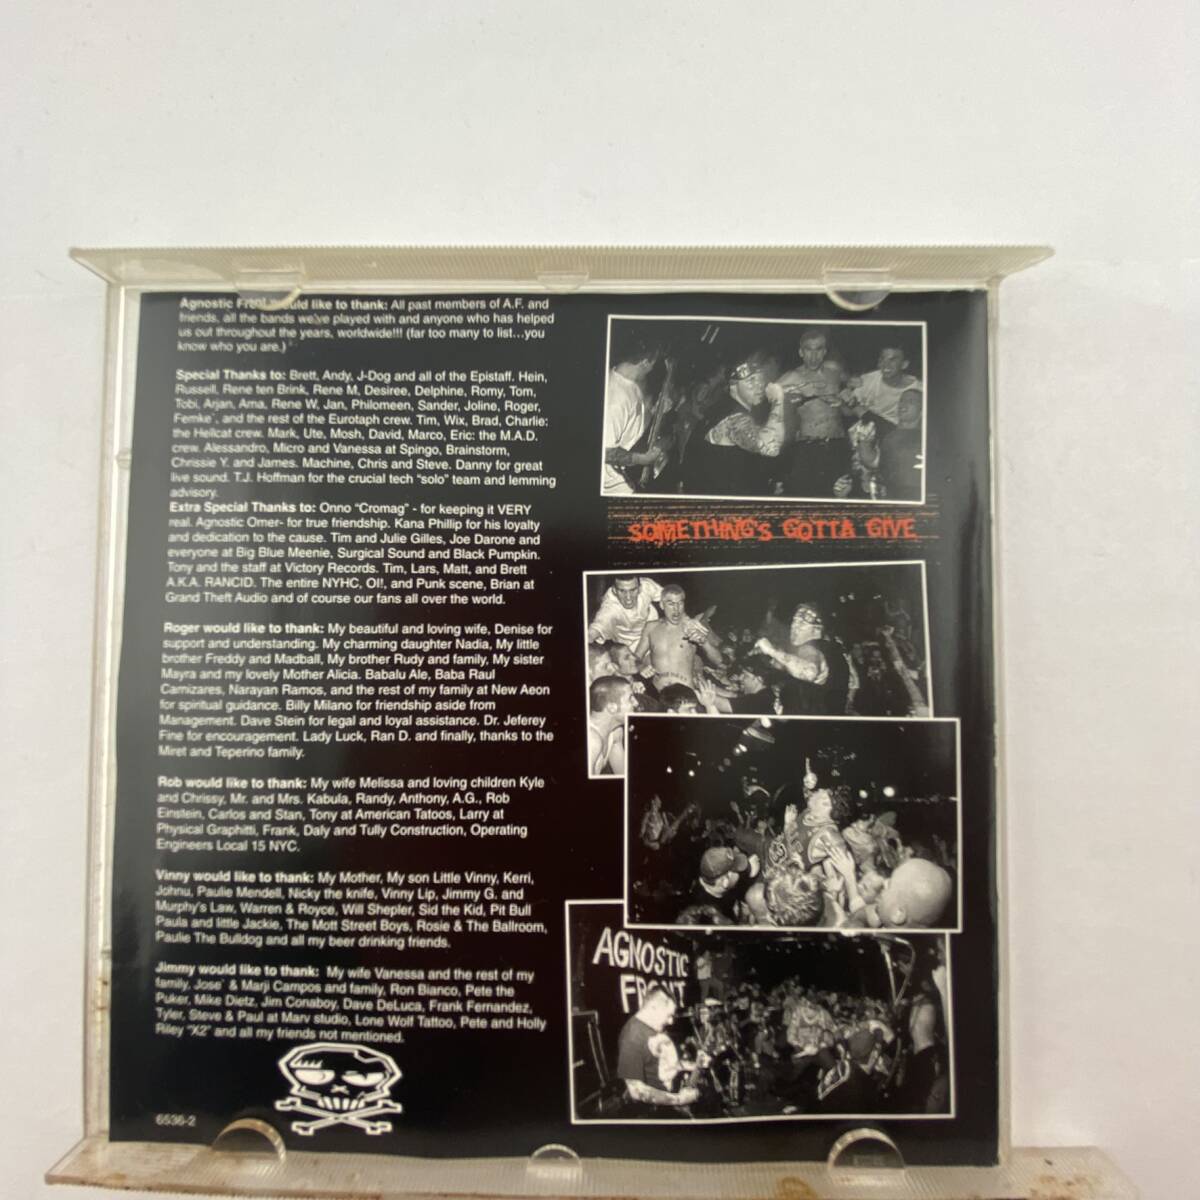 Agnostic Front would like to thank: All past members of A.F. and
friends, all the bands we've played with and anyone who has helped
us out throughout the years, worldwide!!! (far too many to list...you
know who you are.)
Special Thanks to: Brett, Andy, J-Dog and all of the Epistaff. Hein,
Russell, Rene ten Brink, Rene M, Desiree, Delphine, Romy, Tom,
Tobi, Arjan, Ama, Rene W, Jan, Philomeen, Sander, Joline, Roger,
Femke`, and the rest of the Eurotaph crew. Tim, Wix, Brad, Charlie:
the Hellcat crew. Mark, Ute, Mosh, David, Marco, Eric: the M.A.D.
crew. Alessandro, Micro and Vanessa at Spingo, Brainstorm,
Chrissie Y. and James. Machine, Chris and Steve. Danny for great
live sound. T.J. Hoffman for the crucial tech "solo" team and lemming
advisory.
Extra Special Thanks to: Onno "Cromag" - for keeping it VERY
real. Agnostic Omer- for true friendship. Kana Phillip for his loyalty
and dedication to the cause. Tim and Julie Gilles, Joe Darone and
everyone at Big Blue Meenie, Surgical Sound and Black Pumpkin.
Tony and the staff at Victory Records. Tim, Lars, Matt, and Brett
A.K.A. RANCID. The entire NYHC, OI!, and Punk scene, Brian at
Grand Theft Audio and of course our fans all over the world.
Roger would like to thank: My beautiful and loving wife, Denise for
support and understanding. My charming daughter Nadia, My little
brother Freddy and Madball, My brother Rudy and family, My sister
Mayra and my lovely Mother Alicia. Babalu Ale, Baba Raul
Camizares, Narayan Ramos, and the rest of my family at New Aeon
for spiritual guidance. Billy Milano for friendship aside from
Management. Dave Stein for legal and loyal assistance. Dr. Jeferey
Fine for encouragement. Lady Luck, Ran D. and finally, thanks to the
Miret and Teperino family.
Rob would like to thank: My wife Melissa and loving children Kyle
and Chrissy, Mr. and Mrs. Kabula, Randy, Anthony, A.G., Rob
Einstein, Carlos and Stan, Tony at American Tatoos, Larry at
Physical Graphitti, Frank, Daly and Tully Construction, Operating
Engineers Local 15 NYC.
Vinny would like to thank: My Mother, My son Little Vinny, Kerri,
Johnu, Paulie Mendell, Nicky the knife, Vinny Lip, Jimmy G. and
Murphy's Law, Warren & Royce, Will Shepler, Sid the Kid, Pit Bull
Paula and little Jackie, The Mott Street Boys, Rosie & The Ballroom,
Paulie The Bulldog and all my beer drinking friends.
Jimmy would like to thank: My wife Vanessa and the rest of my
family, Jose` & Marji Campos and family, Ron Bianco, Pete the
Puker, Mike Dietz, Jim Conaboy, Dave DeLuca, Frank Fernandez,
Tyler, Steve & Paul at Marv studio, Lone Wolf Tattoo, Pete and Holly
Riley "X2" and all my friends not mentioned.
6536-2
SOMETHING'S GOTTA GIVE
AGNOSTIC
FRONT